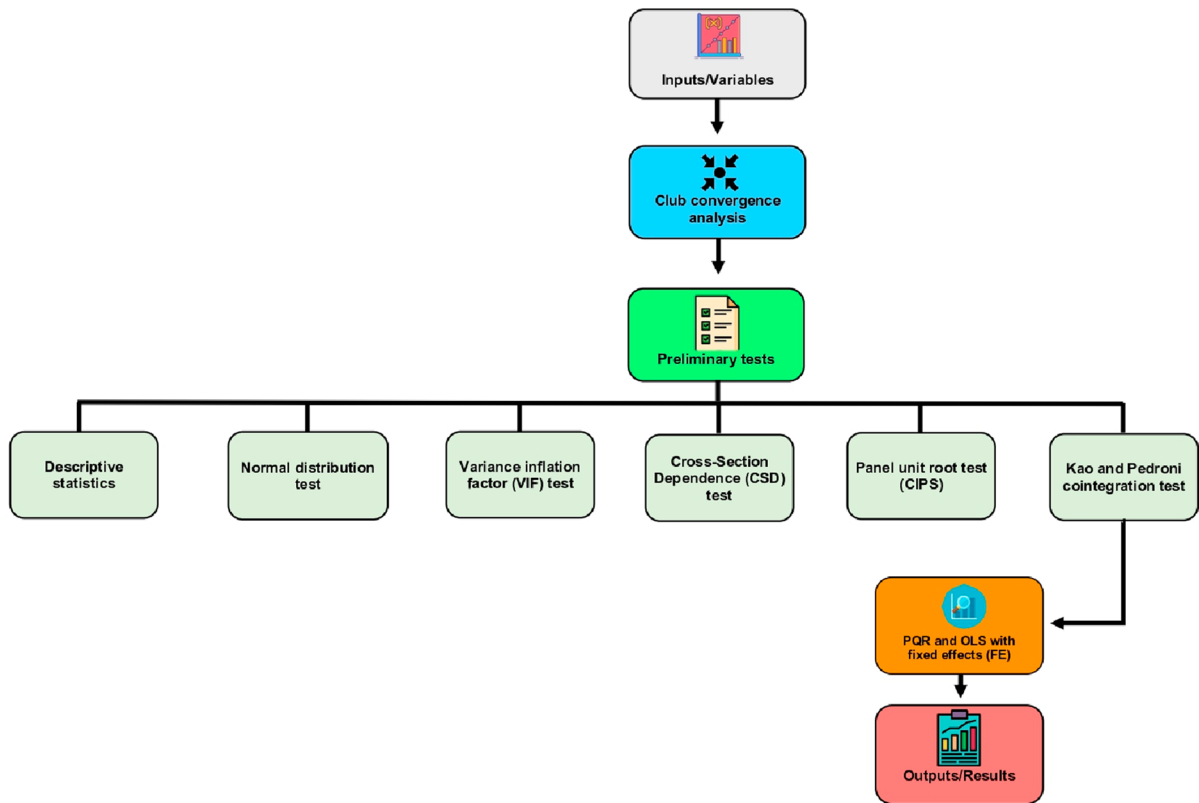 Inputs/Variables
Club convergence
analysis
Preliminary tests
Descriptive
statistics
Normal distribution
test
Variance inflation
factor (VIF) test
Cross-Section
Dependence (CSD)
test
Panel unit root test
(CIPS)
Kao and Pedroni
cointegration test
PQR and OLS with
fixed effects (FE)
Outputs/Results